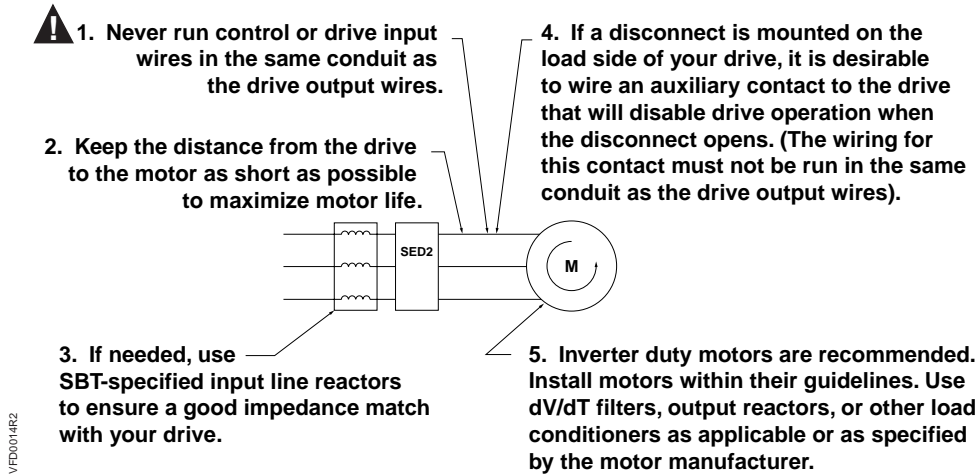 ! 1. Never run control or drive input
wires in the same conduit as
the drive output wires.
2. Keep the distance from the drive
to the motor as short as possible
to maximize motor life.
4. If a disconnect is mounted on the
load side of your drive, it is desirable
to wire an auxiliary contact to the drive
that will disable drive operation when
the disconnect opens. (The wiring for
this contact must not be run in the same
conduit as the drive output wires).
SED2
M
3. If needed, use
SBT-specified input line reactors
to ensure a good impedance match
with your drive.
5. Inverter duty motors are recommended.
Install motors within their guidelines. Use
dV/dT filters, output reactors, or other load
conditioners as applicable or as specified
by the motor manufacturer.
VFD0014R2